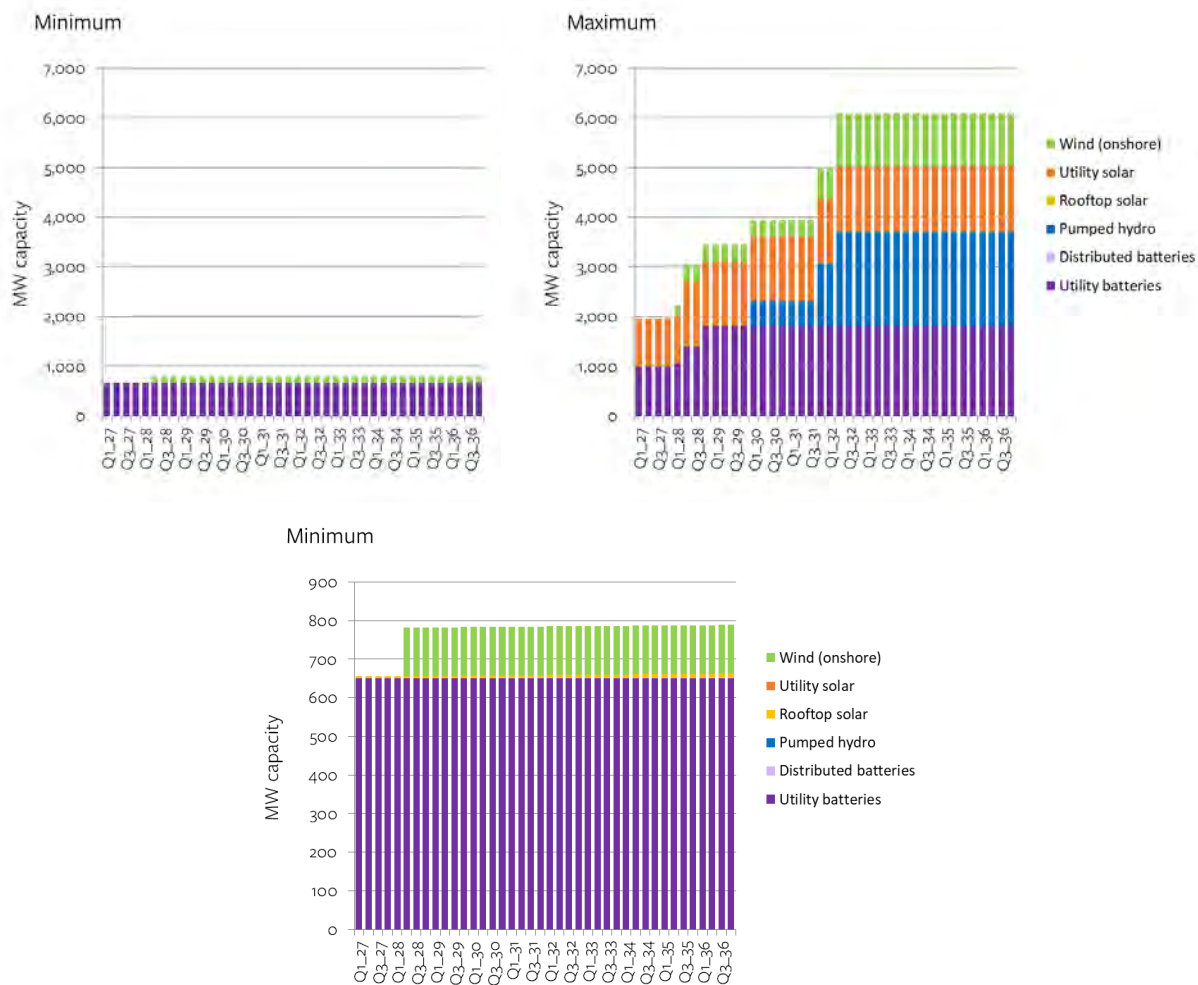 Minimum
7,000
6,000
5,000
4,000
3,000
2,000
1,000
0
MW capacity
Q1_27
Q3_27
Q1_28
Q3_28
Q1_29
Q3_29
Q1_30
Q3_30
Q1_31
Q3_31
Q1_32
Q3_32
Q1_33
Q3_33
Q1_34
Q3_34
Q1_35
Q3_35
Q1_36
Q3_36
Maximum
7,000
6,000
5,000
4,000
3,000
2,000
1,000
0
MW capacity
Q1_27
Q3_27
Q1_28
Q3_28
Q1_29
Q3_29
Q1_30
Q3_30
Q1_31
Q3_31
Q1_32
Q3_32
Q1_33
Q3_33
Q1_34
Q3_34
Q1_35
Q3_35
Q1_36
Q3_36
Wind (onshore)
Utility solar
Rooftop solar
Pumped hydro
Distributed batteries
Utility batteries
Minimum
900
800
700
600
500
400
300
200
100
0
MW capacity
Q1_27
Q3_27
Q1_28
Q3_28
Q1_29
Q3_29
Q1_30
Q3_30
Q1_31
Q3_31
Q1_32
Q3_32
Q1_33
Q3_33
Q1_34
Q3_34
Q1_35
Q3_35
Q1_36
Q3_36
Wind (onshore)
Utility solar
Rooftop solar
Pumped hydro
Distributed batteries
Utility batteries